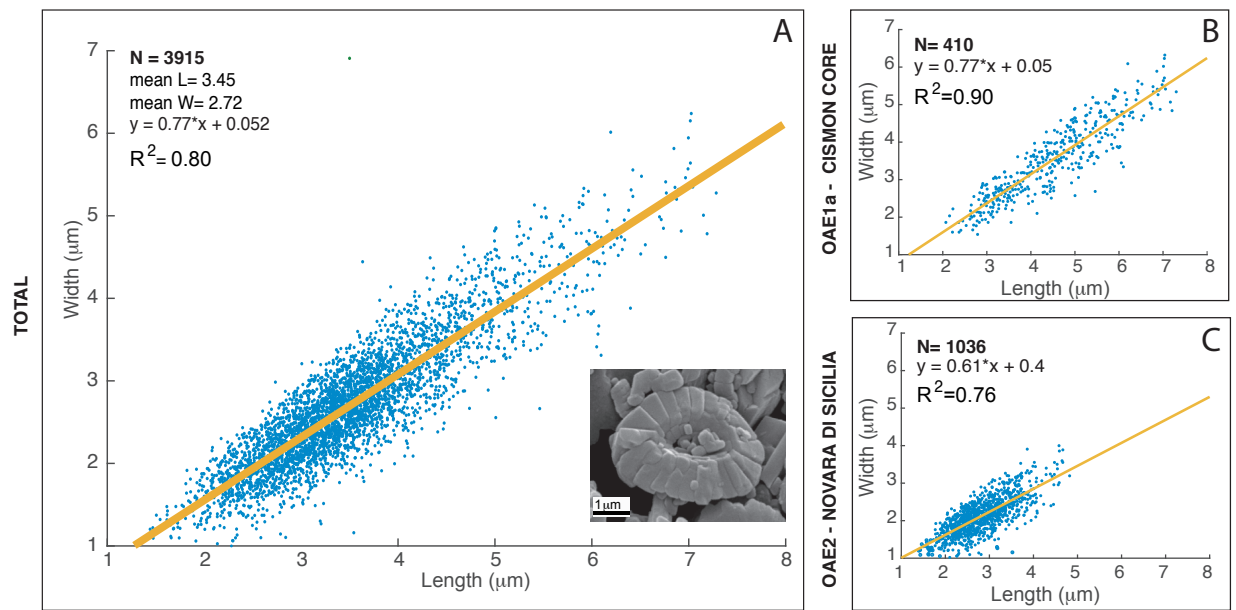 TOTAL
A
N = 3915
mean L= 3.45
mean W= 2.72
y = 0.77*x + 0.052
R²= 0.80
Width (μm)
7
6
5
4
3
2
1
1μm
2 3 4 5 6 7 8
Length (μm)
OAE1a - CISMON CORE
B
N= 410
y = 0.77*x + 0.05
R²=0.90
Width (μm)
7
6
5
4
3
2
1
1 2 3 4 5 6 7 8
Length (μm)
OAE2 - NOVARA DI SICILIA
C
N= 1036
y = 0.61*x + 0.4
R²=0.76
Width (μm)
7
6
5
4
3
2
1
1 2 3 4 5 6 7 8
Length (μm)